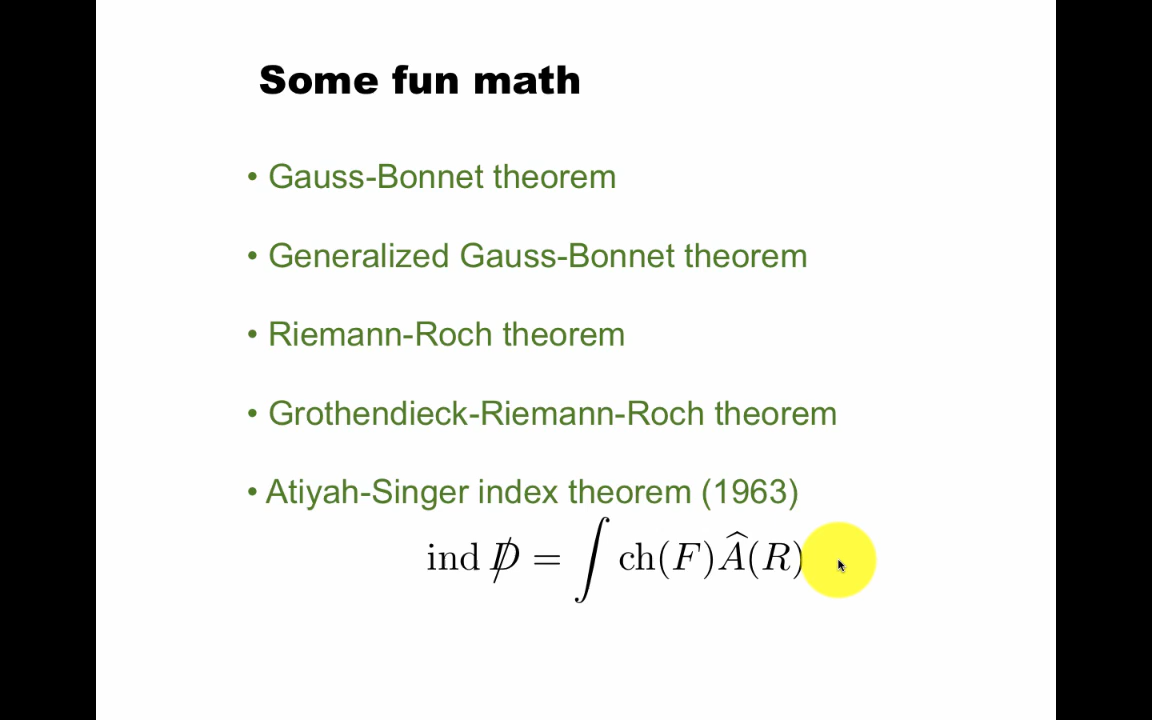 Some fun math
• Gauss-Bonnet theorem
• Generalized Gauss-Bonnet theorem
• Riemann-Roch theorem
• Grothendieck-Riemann-Roch theorem
• Atiyah-Singer index theorem (1963)
ind D̸ = ∫ ch(F)Â(R)